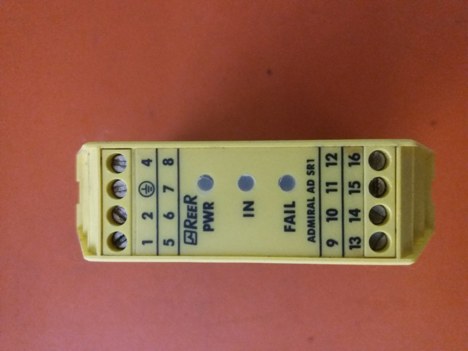 1 2 ⏚ 4
5 6 7 8
REER
PWR
IN
FAIL
ADMIRAL AD SR1
9 10 11 12
13 14 15 16